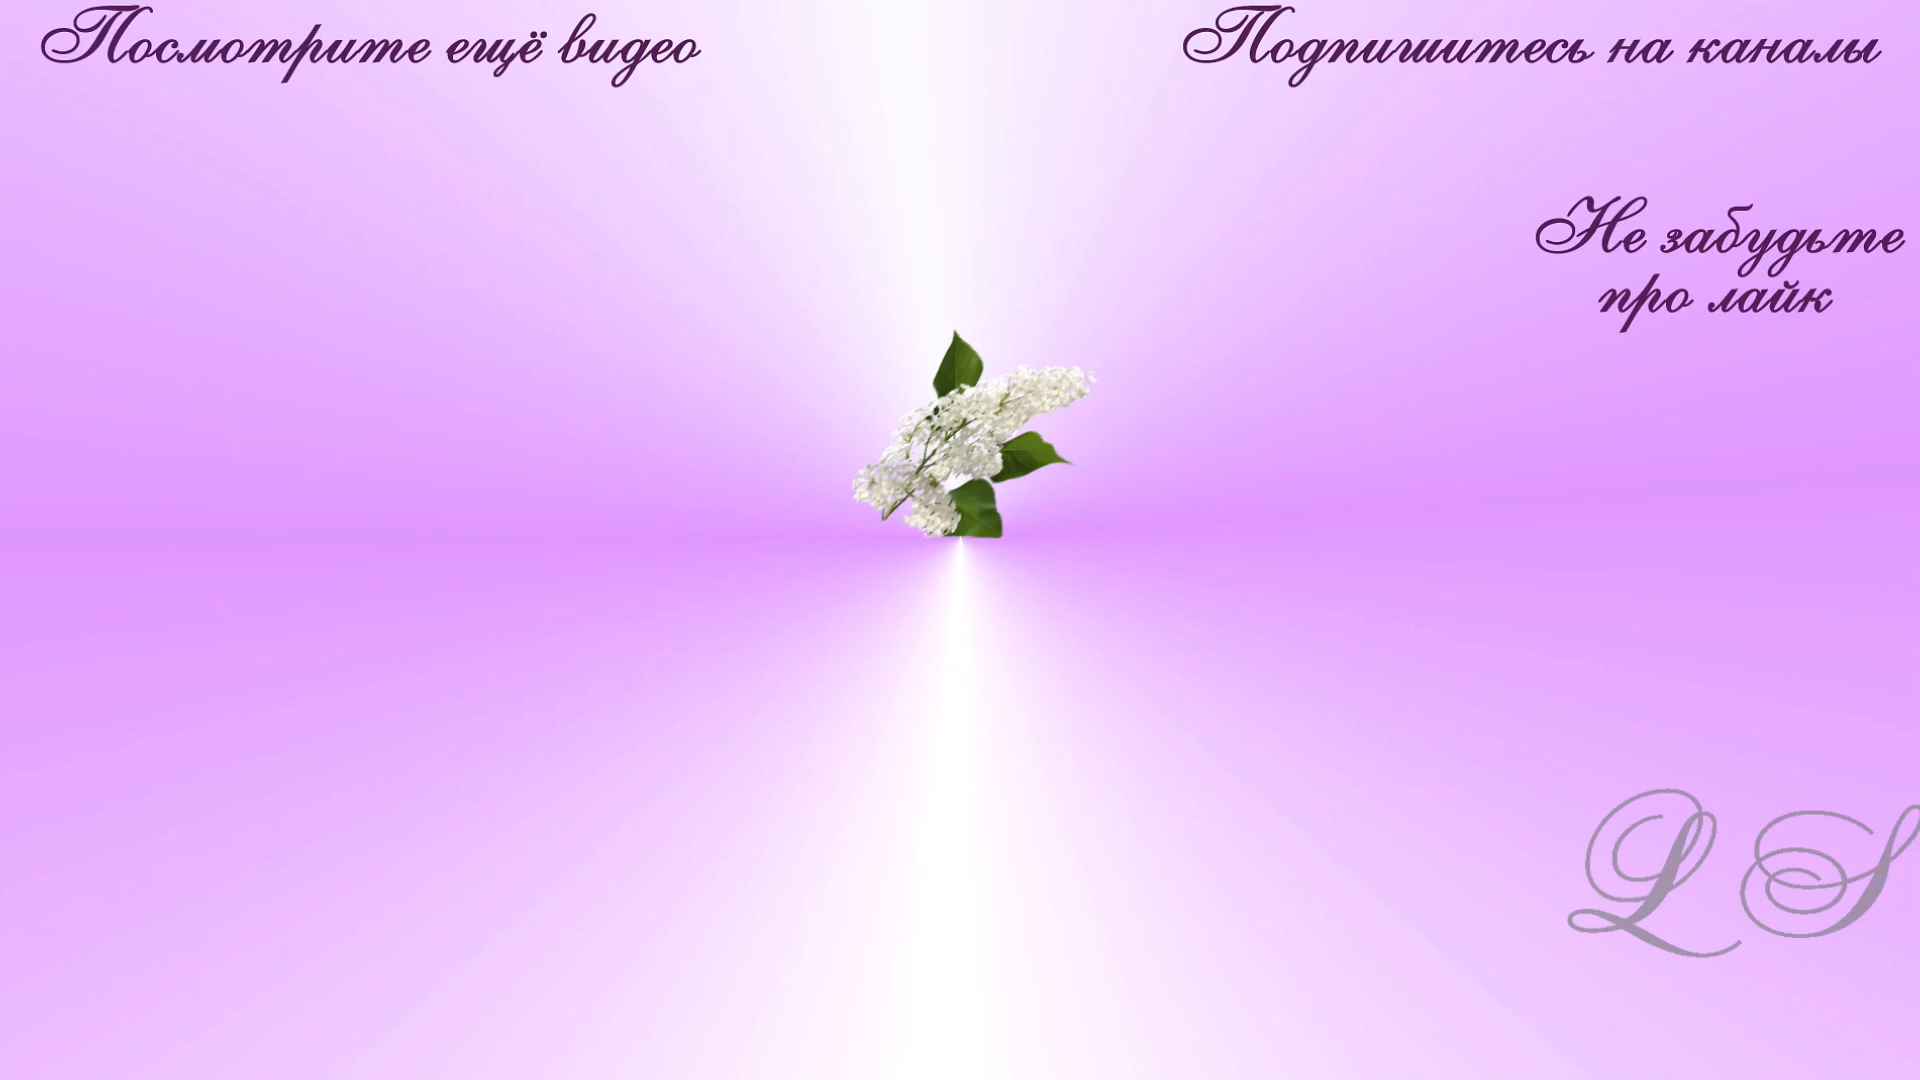 Посмотрите ещё видео
Подпишитесь на каналы
Не забудьте
про лайк
LS